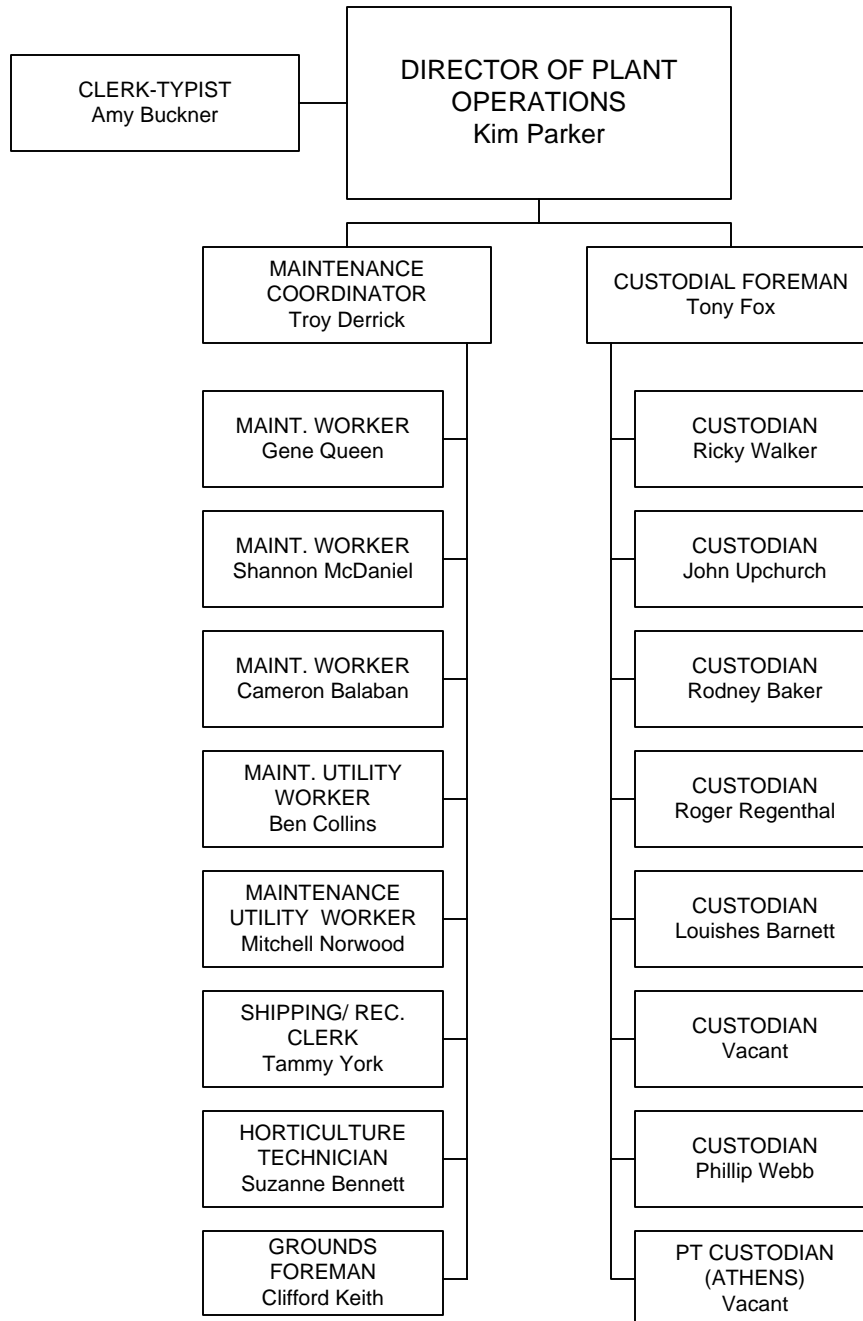 CLERK-TYPIST
Amy Buckner
DIRECTOR OF PLANT
OPERATIONS
Kim Parker
MAINTENANCE
COORDINATOR
Troy Derrick
CUSTODIAL FOREMAN
Tony Fox
MAINT. WORKER
Gene Queen
MAINT. WORKER
Shannon McDaniel
MAINT. WORKER
Cameron Balaban
MAINT. UTILITY
WORKER
Ben Collins
MAINTENANCE
UTILITY  WORKER
Mitchell Norwood
SHIPPING/ REC.
CLERK
Tammy York
HORTICULTURE
TECHNICIAN
Suzanne Bennett
GROUNDS
FOREMAN
Clifford Keith
CUSTODIAN
Ricky Walker
CUSTODIAN
John Upchurch
CUSTODIAN
Rodney Baker
CUSTODIAN
Roger Regenthal
CUSTODIAN
Louishes Barnett
CUSTODIAN
Vacant
CUSTODIAN
Phillip Webb
PT CUSTODIAN
(ATHENS)
Vacant